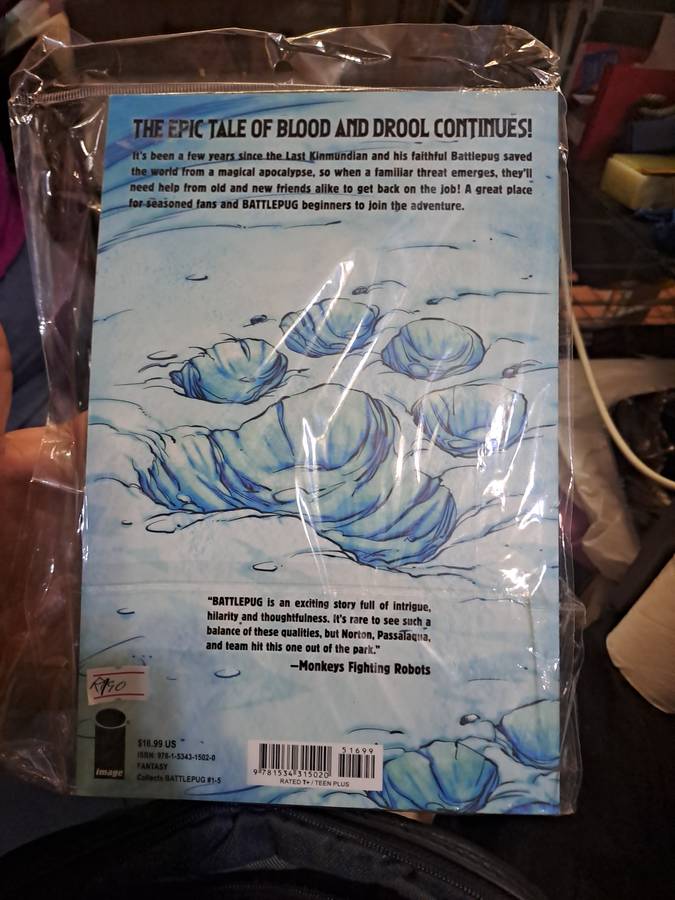 THE EPIC TALE OF BLOOD AND DROOL CONTINUES!
It's been a few years since the Last Kinmundian and his faithful Battlepug saved
the world from a magical apocalypse, so when a familiar threat emerges, they'll
need help from old and new friends alike to get back on the job! A great place
for seasoned fans and BATTLEPUG beginners to join the adventure.
"BATTLEPUG is an exciting story full of intrigue,
hilarity and thoughtfulness. It's rare to see such a
balance of these qualities, but Norton, Passalaqua,
and team hit this one out of the park."
—Monkeys Fighting Robots
image
$16.99 US
ISBN: 978-1-5343-1502-0
FANTASY
Collects BATTLEPUG #1-5
51699
9781534315020
RATED T+ / TEEN PLUS